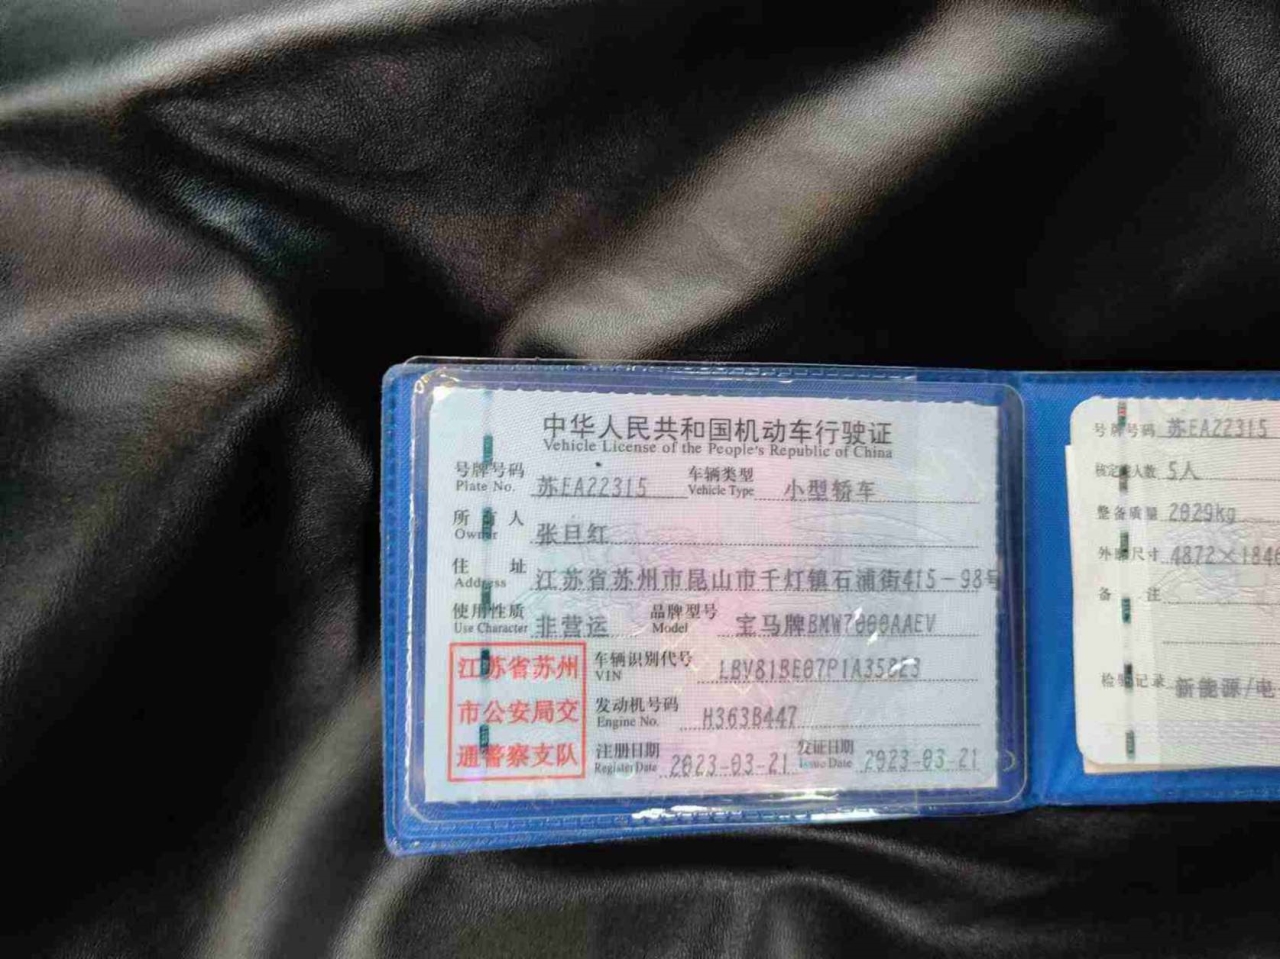 中华人民共和国机动车行驶证
Vehicle License of the People's Republic of China
号牌号码 苏EA22315 车辆类型 小型轿车
Plate No. Vehicle Type
所有人 张巨红
Owner
住址 江苏省苏州市昆山市千灯镇石浦街415-98号
Address
使用性质 非营运 品牌型号 宝马牌BMW7000AAEV
Use Character Model
江苏省苏州
市公安局交
通警察支队
车辆识别代号
VIN
发动机号码 H363B447
Engine No.
注册日期 2023-03-21 发证日期 2023-03-21
Register Date Issue Date
号牌号码 苏EA22315
核定载人数 5人
整备质量 2029kg
外廓尺寸 4872×1846
备注
检验记录 新能源/电